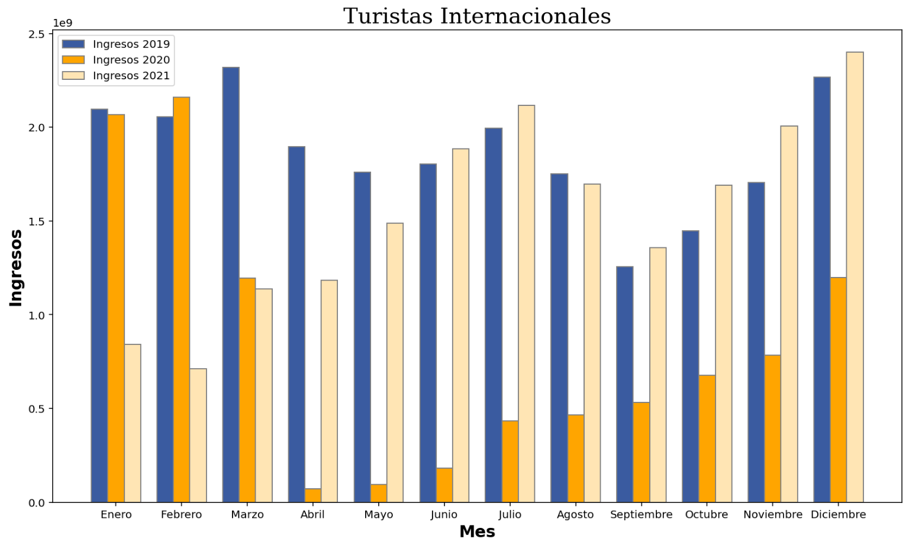 Turistas Internacionales
1e9
2.5
2.0
1.5
1.0
0.5
0.0
Ingresos
Ingresos 2019
Ingresos 2020
Ingresos 2021
Enero Febrero Marzo Abril Mayo Junio Julio Agosto Septiembre Octubre Noviembre Diciembre
Mes